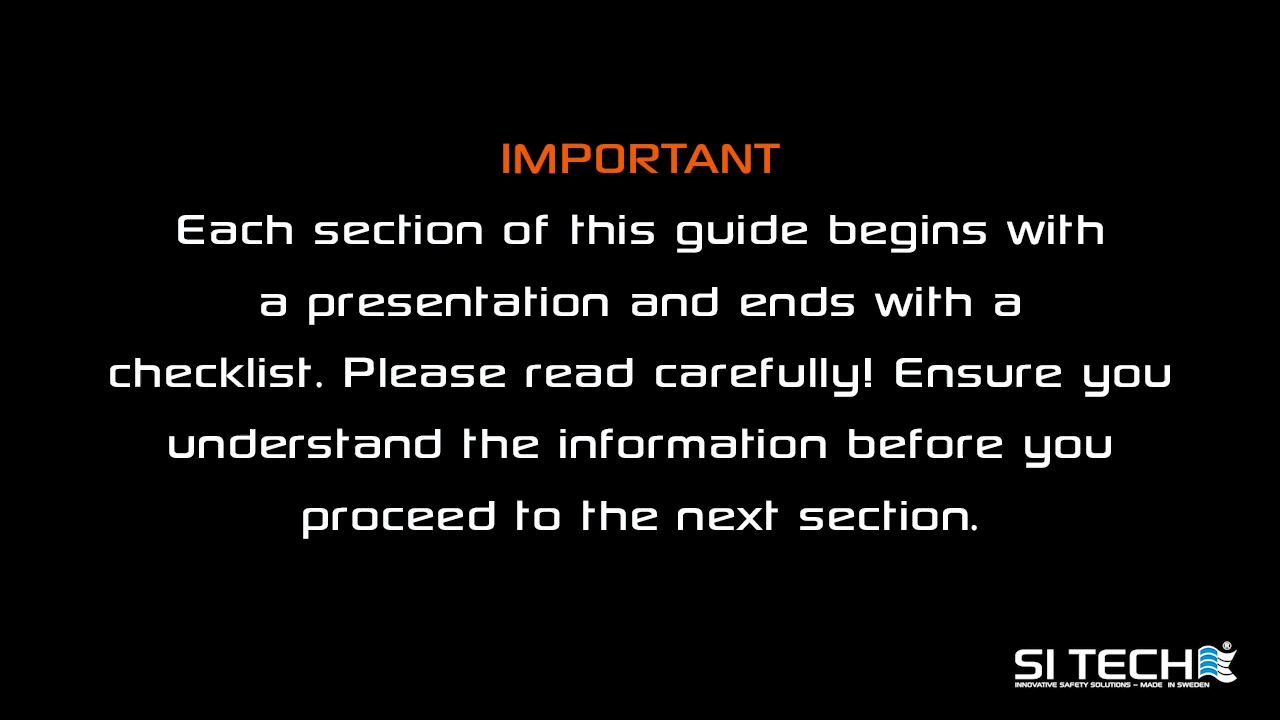 IMPORTANT
Each section of this guide begins with
a presentation and ends with a
checklist. Please read carefully! Ensure you
understand the information before you
proceed to the next section.
SI TECH®
INNOVATIVE SAFETY SOLUTIONS – MADE IN SWEDEN